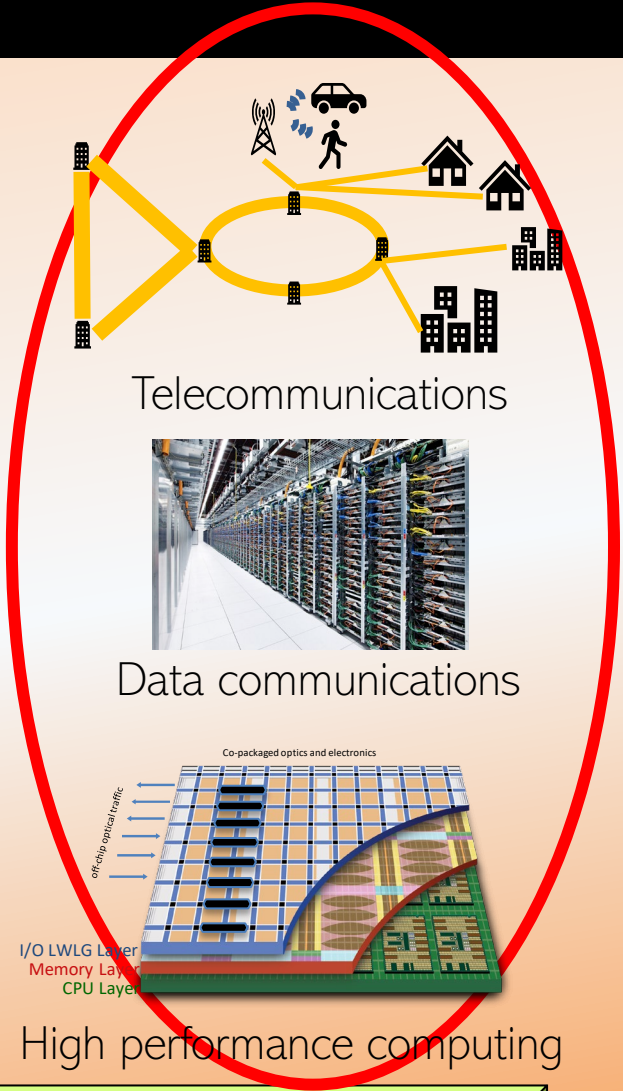 Telecommunications
Data communications
Co-packaged optics and electronics
off-chip optical traffic
I/O LWLG Layer
Memory Layer
CPU Layer
High performance computing